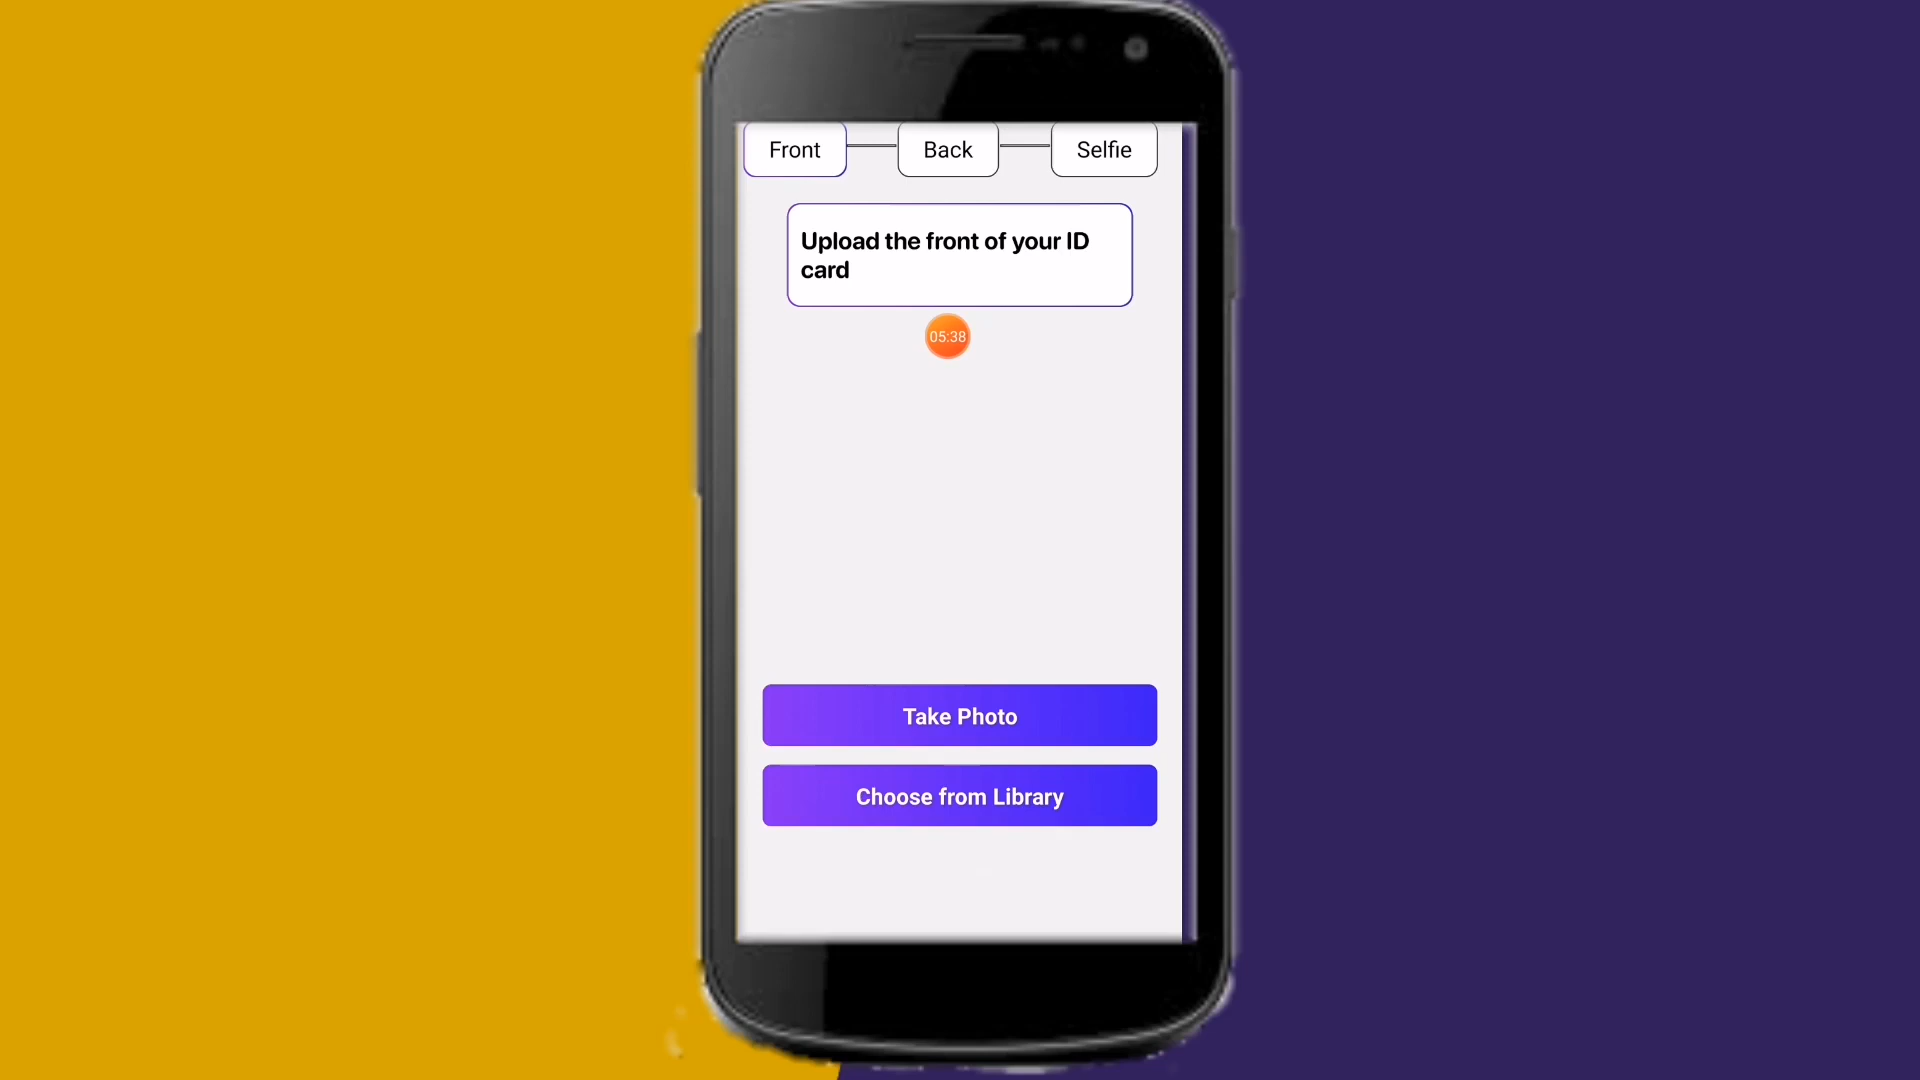 Front
Back
Selfie
Upload the front of your ID
card
05:38
Take Photo
Choose from Library